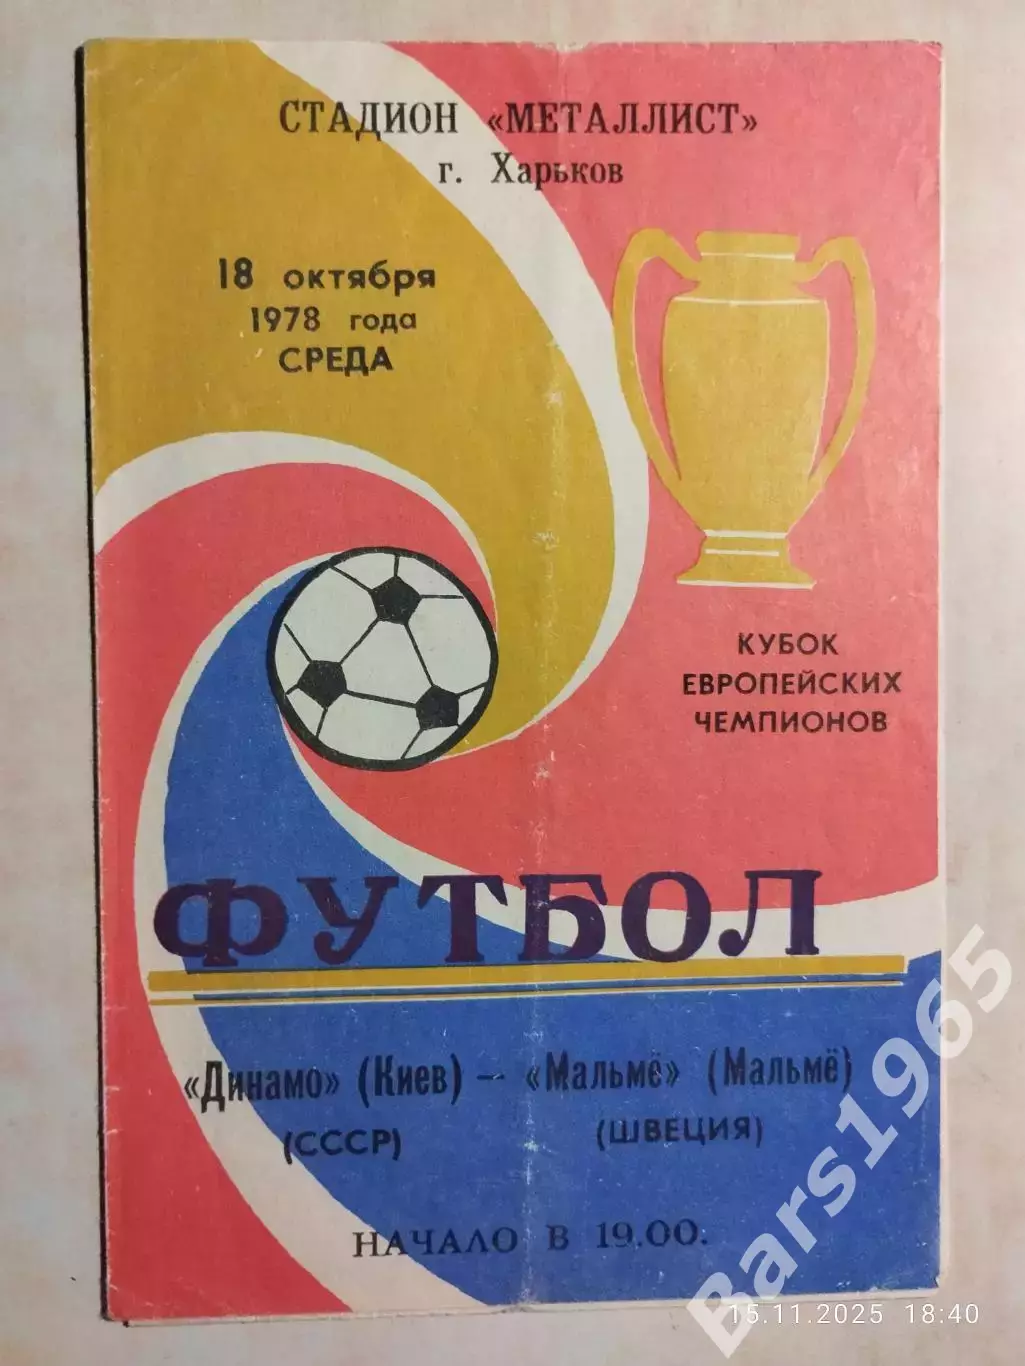 СТАДИОН «МЕТАЛЛИСТ»
г. Харьков
18 октября
1978 года
СРЕДА
КУБОК
ЕВРОПЕЙСКИХ
ЧЕМПИОНОВ
ФУТБОЛ
«Динамо» (Киев) — «Мальмё» (Мальмё)
(СССР)
(ШВЕЦИЯ)
НАЧАЛО В 19.00.
Bars1965
15.11.2025 18:40